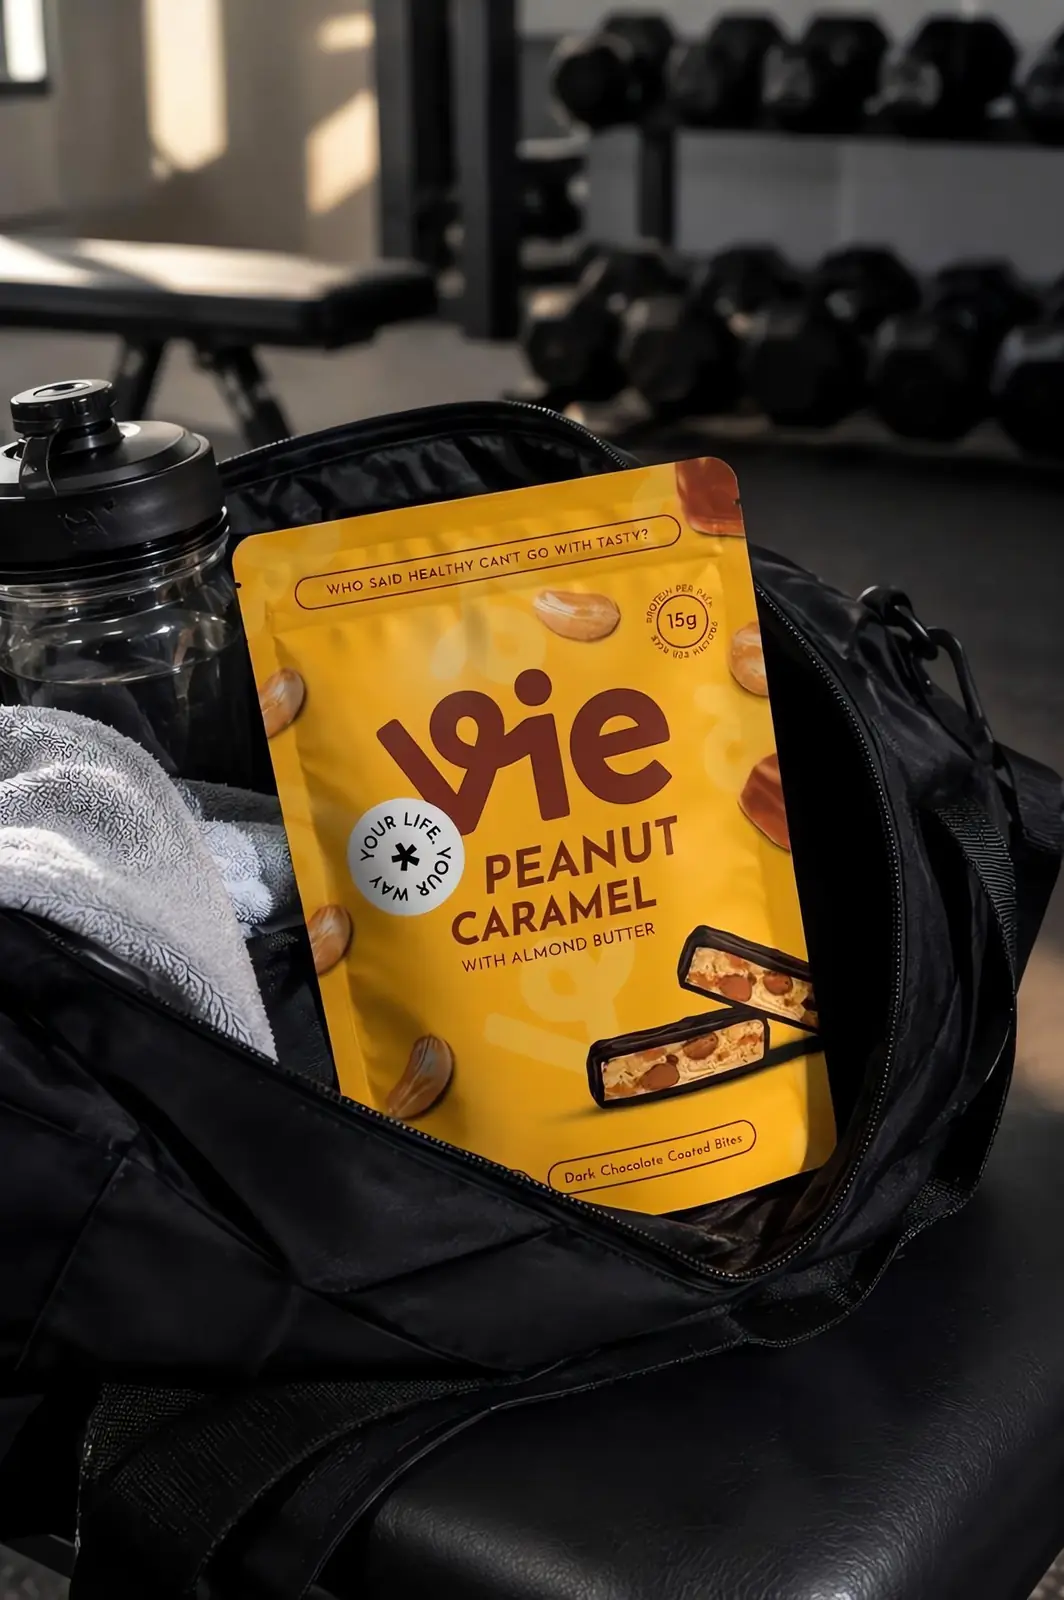 WHO SAID HEALTHY CAN'T GO WITH TASTY?
PROTEIN PER PACK
15g
vie
YOUR LIFE. YOUR WAY
PEANUT
CARAMEL
WITH ALMOND BUTTER
Dark Chocolate Coated Bites